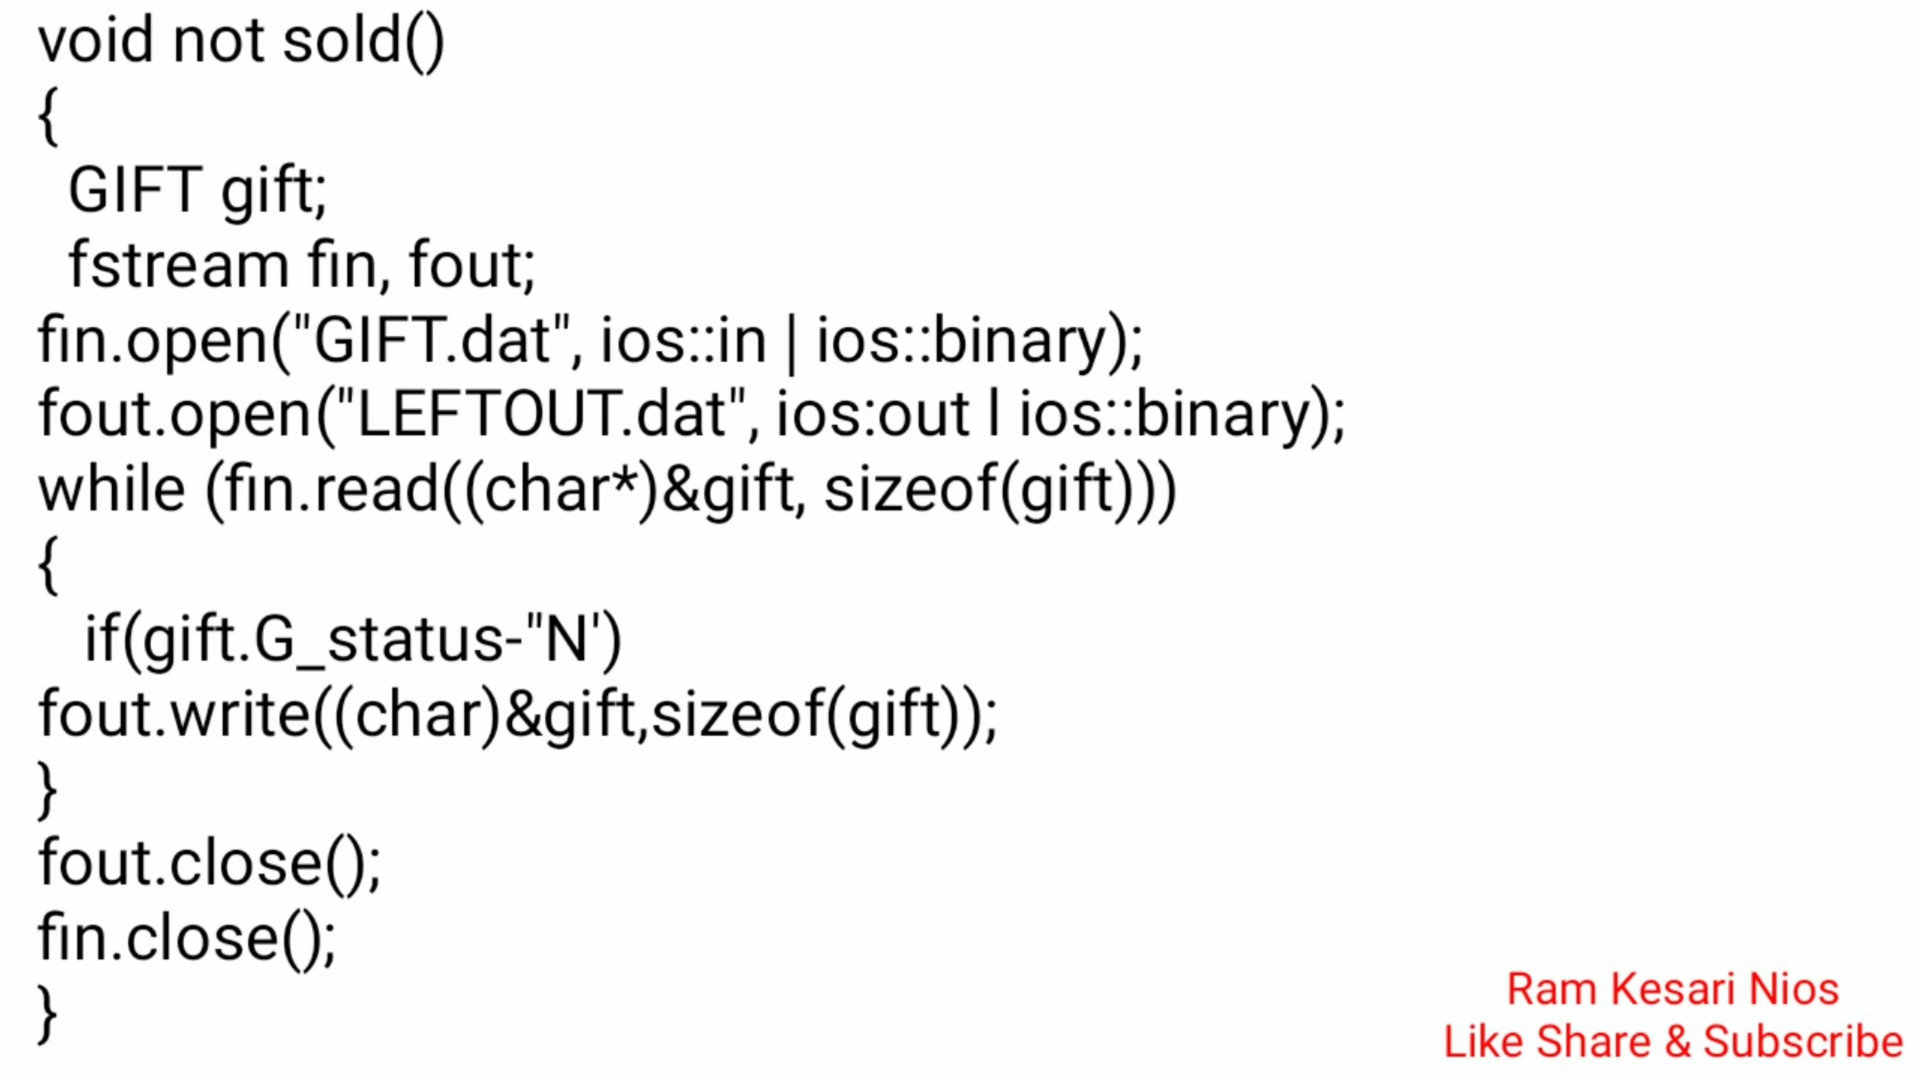 void not sold()
{
GIFT gift;
fstream fin, fout;
fin.open("GIFT.dat", ios::in | ios::binary);
fout.open("LEFTOUT.dat", ios:out l ios::binary);
while (fin.read((char*)&gift, sizeof(gift)))
{
if(gift.G_status-"N')
fout.write((char)&gift,sizeof(gift));
}
fout.close();
fin.close();
}
Ram Kesari Nios
Like Share & Subscribe